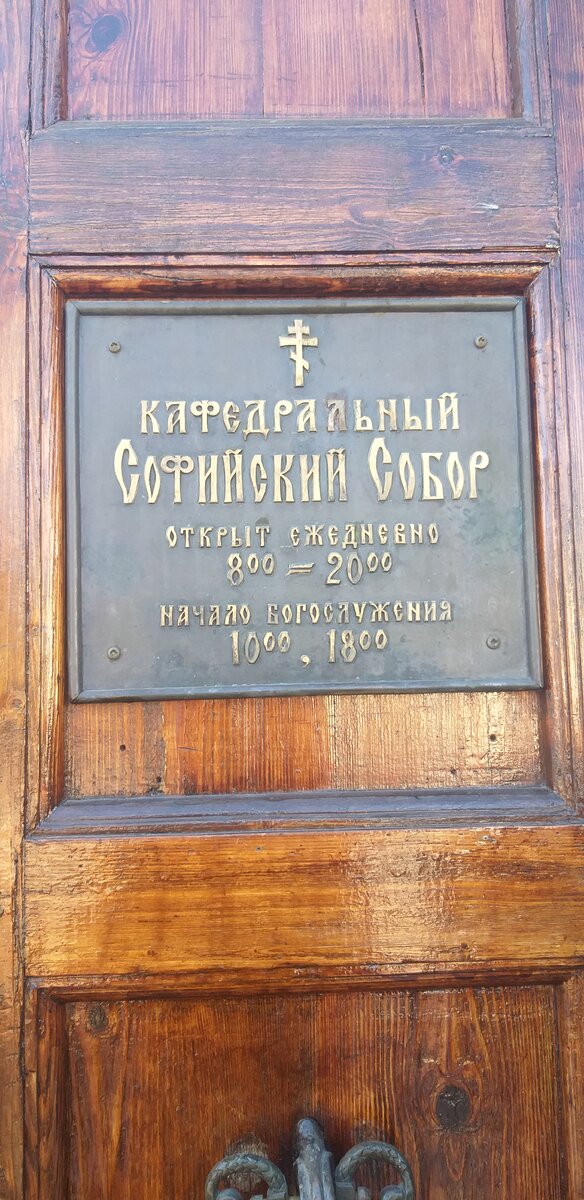 КАФЕДРАЛЬНЫЙ
СОФИЙСКИЙ СОБОР
ОТКРЫТ ЕЖЕДНЕВНО
8⁰⁰ – 20⁰⁰
НАЧАЛО БОГОСЛУЖЕНИЯ
10⁰⁰, 18⁰⁰